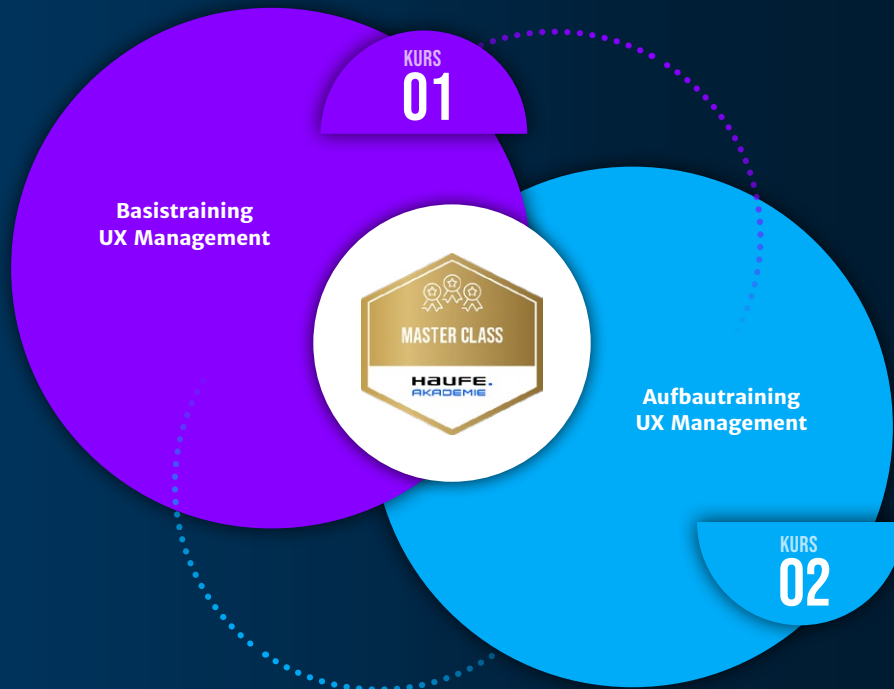 KURS
01
Basistraining
UX Management
MASTER CLASS
HAUFE.
AKADEMIE
Aufbautraining
UX Management
KURS
02